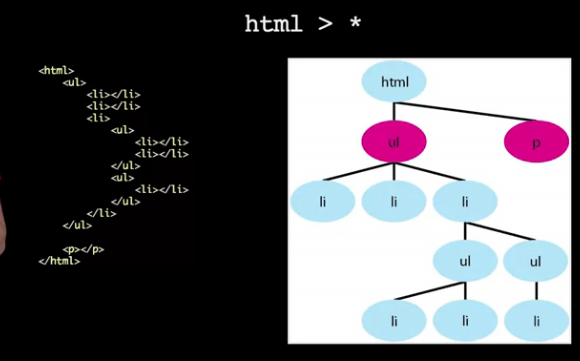 html > *
<html>
<ul>
<li></li>
<li></li>
<li>
<ul>
<li></li>
<li></li>
</ul>
<ul>
<li></li>
</ul>
</li>
</ul>
<p></p>
</html>
html
ul p
li li li
ul ul
li li li